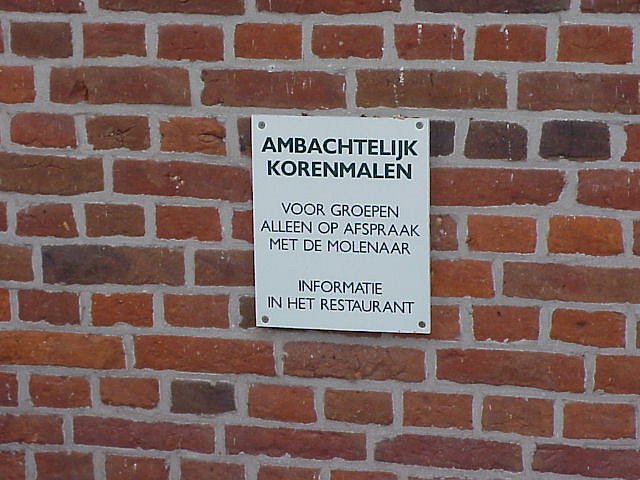 AMBACHTELIJK
KORENMALEN
VOOR GROEPEN
ALLEEN OP AFSPRAAK
MET DE MOLENAAR
INFORMATIE
IN HET RESTAURANT